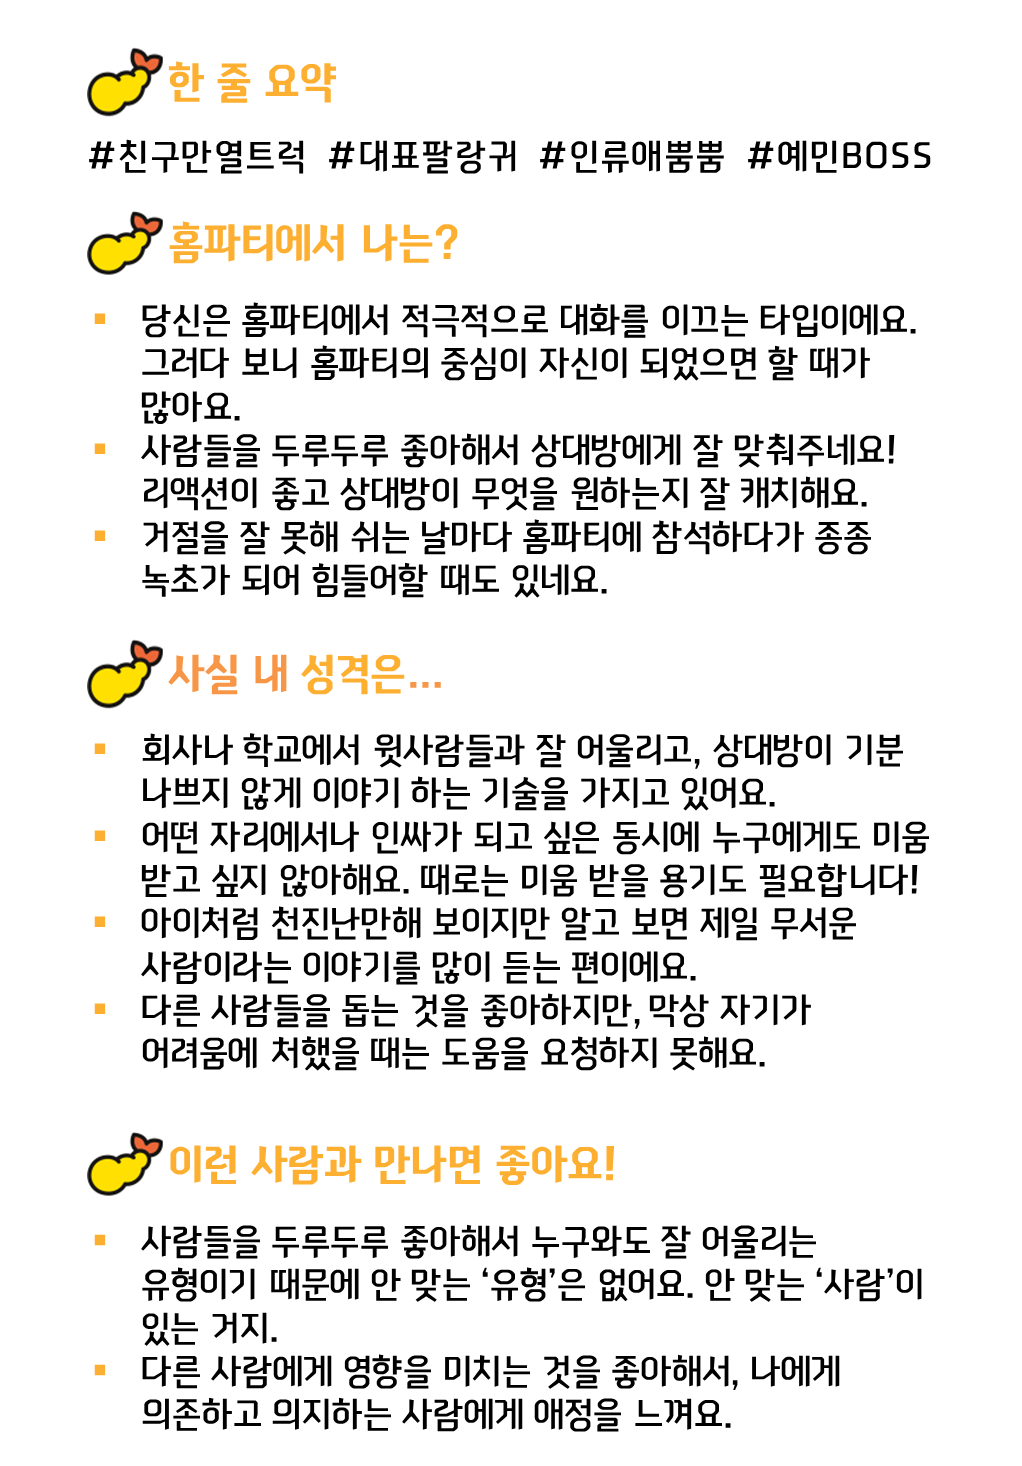 한 줄 요약
#친구만열트럭 #대표팔랑귀 #인류애뿜뿜 #예민BOSS
홈파티에서 나는?
▪ 당신은 홈파티에서 적극적으로 대화를 이끄는 타입이에요.
그러다 보니 홈파티의 중심이 자신이 되었으면 할 때가
많아요.
▪ 사람들을 두루두루 좋아해서 상대방에게 잘 맞춰주네요!
리액션이 좋고 상대방이 무엇을 원하는지 잘 캐치해요.
▪ 거절을 잘 못해 쉬는 날마다 홈파티에 참석하다가 종종
녹초가 되어 힘들어할 때도 있네요.
사실 내 성격은...
▪ 회사나 학교에서 윗사람들과 잘 어울리고, 상대방이 기분
나쁘지 않게 이야기 하는 기술을 가지고 있어요.
▪ 어떤 자리에서나 인싸가 되고 싶은 동시에 누구에게도 미움
받고 싶지 않아해요. 때로는 미움 받을 용기도 필요합니다!
▪ 아이처럼 천진난만해 보이지만 알고 보면 제일 무서운
사람이라는 이야기를 많이 듣는 편이에요.
▪ 다른 사람들을 돕는 것을 좋아하지만, 막상 자기가
어려움에 처했을 때는 도움을 요청하지 못해요.
이런 사람과 만나면 좋아요!
▪ 사람들을 두루두루 좋아해서 누구와도 잘 어울리는
유형이기 때문에 안 맞는 ‘유형’은 없어요. 안 맞는 ‘사람’이
있는 거지.
▪ 다른 사람에게 영향을 미치는 것을 좋아해서, 나에게
의존하고 의지하는 사람에게 애정을 느껴요.